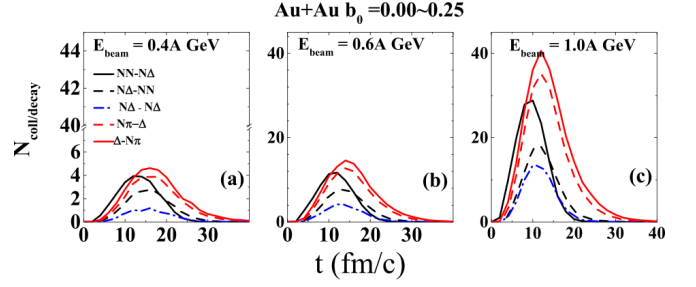 Au+Au b0 =0.00~0.25
E_beam = 0.4A GeV
E_beam = 0.6A GeV
E_beam = 1.0A GeV
N_coll/decay
44
42
40
6
4
2
0
NN-NΔ
NΔ-NN
NΔ - NΔ
Nπ–Δ
Δ-Nπ
(a)
40
20
0
(b)
40
20
0
(c)
0 10 20 30
0 10 20 30
0 10 20 30 40
t (fm/c)